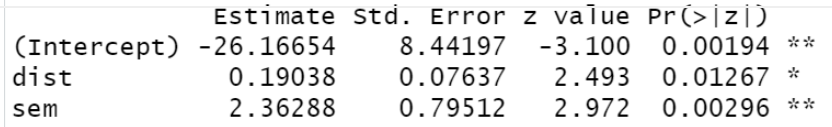 Estimate Std. Error z value Pr(>|z|)
(Intercept) -26.16654 8.44197 -3.100 0.00194 **
dist 0.19038 0.07637 2.493 0.01267 *
sem 2.36288 0.79512 2.972 0.00296 **